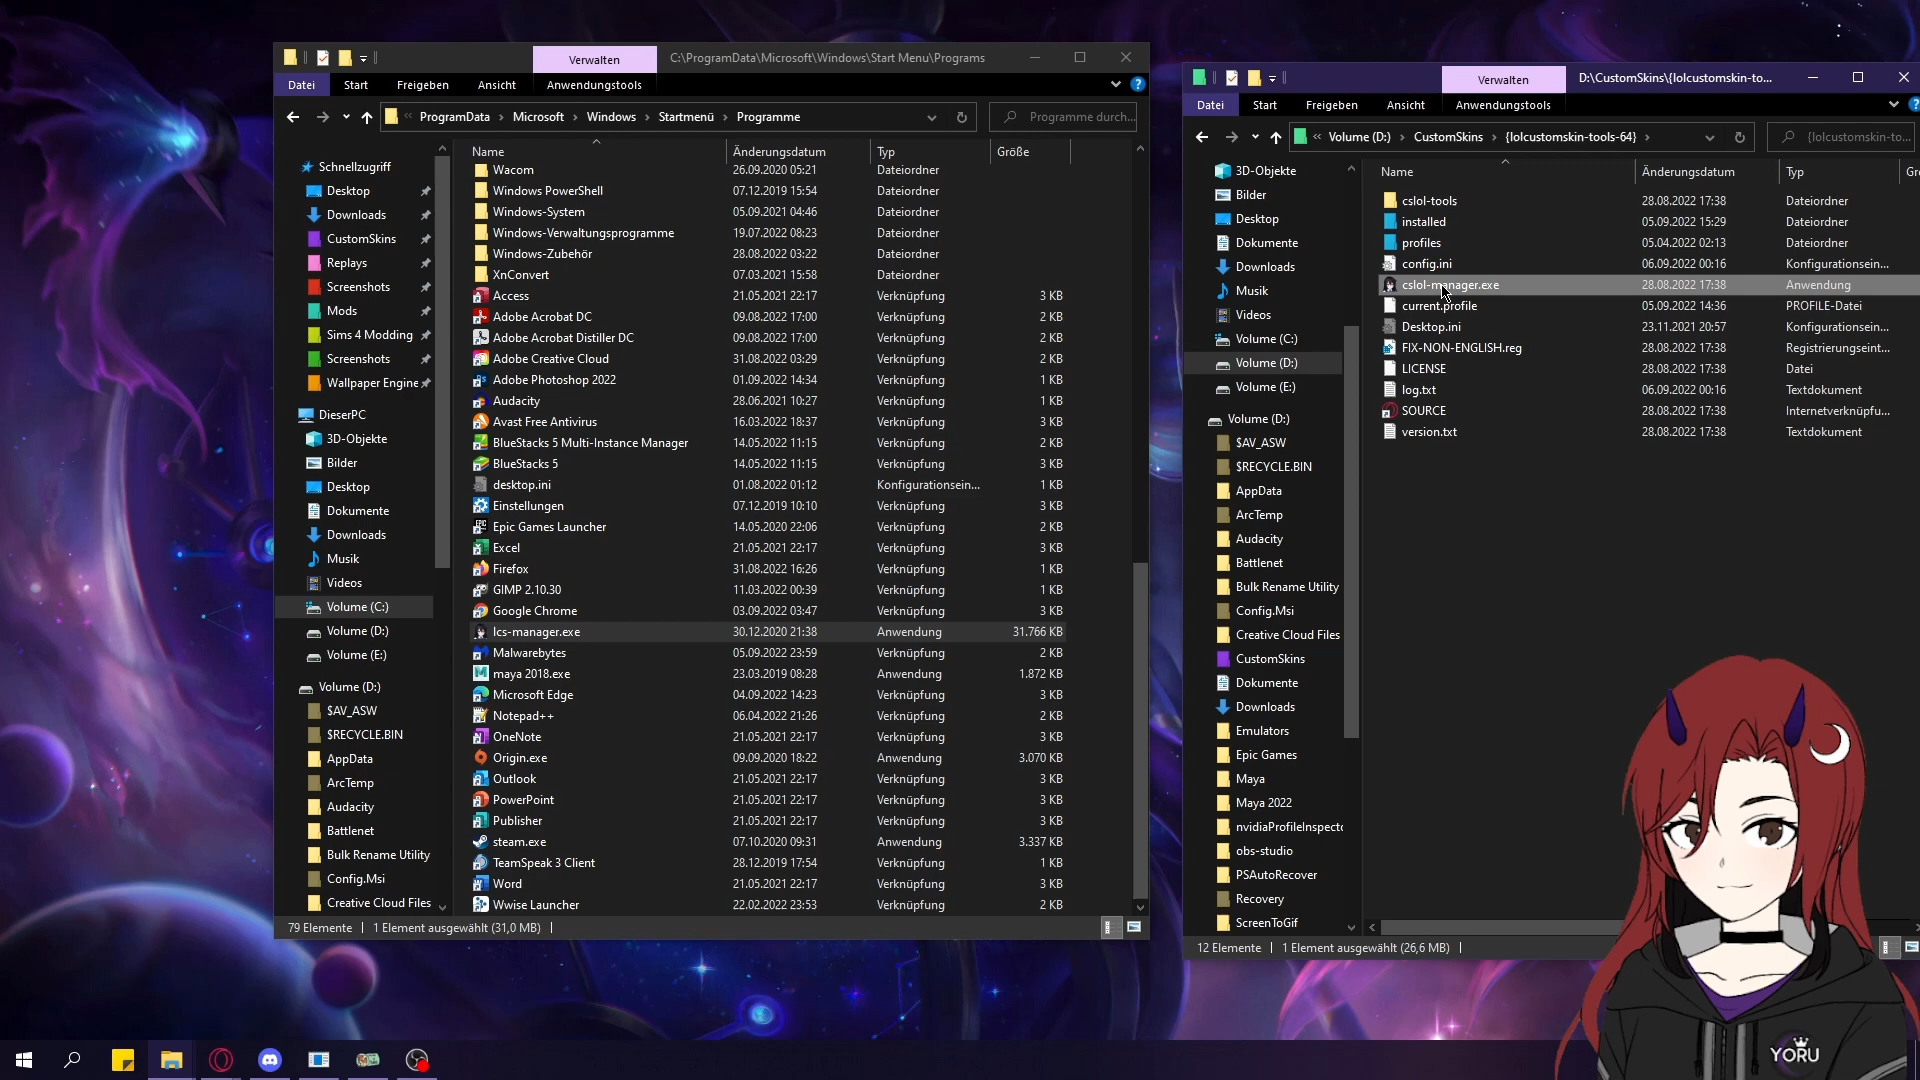 Verwalten
C:\ProgramData\Microsoft\Windows\Start Menu\Programs
Datei
Start
Freigeben
Ansicht
Anwendungstools
ProgramData
Microsoft
Windows
Startmenü
Programme
Programme durch...
Schnellzugriff
Desktop
Downloads
CustomSkins
Replays
Screenshots
Mods
Sims 4 Modding
Screenshots
Wallpaper Engine
DieserPC
3D-Objekte
Bilder
Desktop
Dokumente
Downloads
Musik
Videos
Volume (C:)
Volume (D:)
Volume (E:)
Volume (D:)
$AV_ASW
$RECYCLE.BIN
AppData
ArcTemp
Audacity
Battlenet
Bulk Rename Utility
Config.Msi
Creative Cloud Files
Name Änderungsdatum Typ Größe
Wacom 26.09.2020 05:21 Dateiordner
Windows PowerShell 07.12.2019 15:54 Dateiordner
Windows-System 05.09.2021 04:46 Dateiordner
Windows-Verwaltungsprogramme 19.07.2022 08:23 Dateiordner
Windows-Zubehör 28.08.2022 03:22 Dateiordner
XnConvert 07.03.2021 15:58 Dateiordner
Access 21.05.2021 22:17 Verknüpfung 3 KB
Adobe Acrobat DC 09.08.2022 17:00 Verknüpfung 2 KB
Adobe Acrobat Distiller DC 09.08.2022 17:00 Verknüpfung 2 KB
Adobe Creative Cloud 31.08.2022 03:29 Verknüpfung 2 KB
Adobe Photoshop 2022 01.09.2022 14:34 Verknüpfung 1 KB
Audacity 28.06.2021 10:27 Verknüpfung 1 KB
Avast Free Antivirus 16.03.2022 18:37 Verknüpfung 3 KB
BlueStacks 5 Multi-Instance Manager 14.05.2022 11:15 Verknüpfung 2 KB
BlueStacks 5 14.05.2022 11:15 Verknüpfung 3 KB
desktop.ini 01.08.2022 01:12 Konfigurationsein... 1 KB
Einstellungen 07.12.2019 10:10 Verknüpfung 3 KB
Epic Games Launcher 14.05.2020 22:06 Verknüpfung 2 KB
Excel 21.05.2021 22:17 Verknüpfung 3 KB
Firefox 31.08.2022 16:26 Verknüpfung 1 KB
GIMP 2.10.30 11.03.2022 00:39 Verknüpfung 1 KB
Google Chrome 03.09.2022 03:47 Verknüpfung 3 KB
lcs-manager.exe 30.12.2020 21:38 Anwendung 31.766 KB
Malwarebytes 05.09.2022 23:59 Verknüpfung 2 KB
maya 2018.exe 23.03.2019 08:28 Anwendung 1.872 KB
Microsoft Edge 04.09.2022 14:23 Verknüpfung 3 KB
Notepad++ 06.04.2022 21:26 Verknüpfung 2 KB
OneNote 21.05.2021 22:17 Verknüpfung 3 KB
Origin.exe 09.09.2020 18:22 Anwendung 3.070 KB
Outlook 21.05.2021 22:17 Verknüpfung 3 KB
PowerPoint 21.05.2021 22:17 Verknüpfung 3 KB
Publisher 21.05.2021 22:17 Verknüpfung 3 KB
steam.exe 07.10.2020 09:31 Anwendung 3.337 KB
TeamSpeak 3 Client 28.12.2019 17:54 Verknüpfung 1 KB
Word 21.05.2021 22:17 Verknüpfung 3 KB
Wwise Launcher 22.02.2022 23:53 Verknüpfung 2 KB
79 Elemente 1 Element ausgewählt (31,0 MB)
Verwalten
D:\CustomSkins\{lolcustomskin-to...
Datei
Start
Freigeben
Ansicht
Anwendungstools
Volume (D:)
CustomSkins
{lolcustomskin-tools-64}
{lolcustomskin-to...
3D-Objekte
Bilder
Desktop
Dokumente
Downloads
Musik
Videos
Volume (C:)
Volume (D:)
Volume (E:)
Volume (D:)
$AV_ASW
$RECYCLE.BIN
AppData
ArcTemp
Audacity
Battlenet
Bulk Rename Utility
Config.Msi
Creative Cloud Files
CustomSkins
Dokumente
Downloads
Emulators
Epic Games
Maya
Maya 2022
nvidiaProfileInspecto
obs-studio
PSAutoRecover
Recovery
ScreenToGif
Name Änderungsdatum Typ Gr
cslol-tools 28.08.2022 17:38 Dateiordner
installed 05.09.2022 15:29 Dateiordner
profiles 05.04.2022 02:13 Dateiordner
config.ini 06.09.2022 00:16 Konfigurationsein...
cslol-manager.exe 28.08.2022 17:38 Anwendung
current.profile 05.09.2022 14:36 PROFILE-Datei
Desktop.ini 23.11.2021 20:57 Konfigurationsein...
FIX-NON-ENGLISH.reg 28.08.2022 17:38 Registrierungseint...
LICENSE 28.08.2022 17:38 Datei
log.txt 06.09.2022 00:16 Textdokument
SOURCE 28.08.2022 17:38 Internetverknüpfu...
version.txt 28.08.2022 17:38 Textdokument
12 Elemente 1 Element ausgewählt (26,6 MB)
YORU